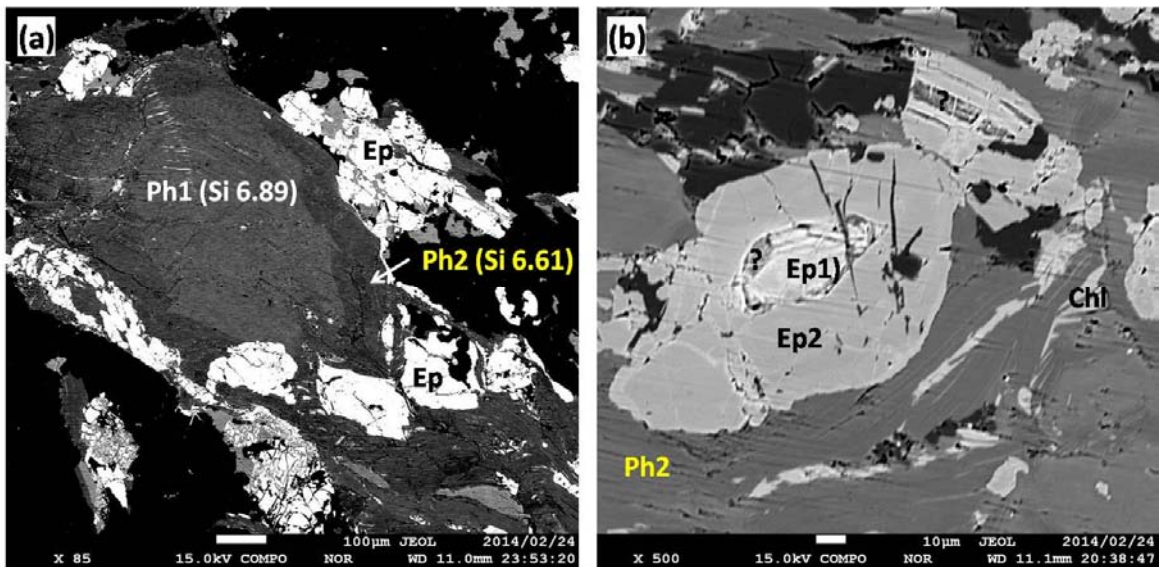 (a)
Ep
Ph1 (Si 6.89)
Ph2 (Si 6.61)
Ep
100µm JEOL 2014/02/24
X 85 15.0kV COMPO NOR WD 11.0mm 23:53:20
(b)
?
?
Ep1)
Ep2
Chl
Ph2
10µm JEOL 2014/02/24
X 500 15.0kV COMPO NOR WD 11.1mm 20:38:47